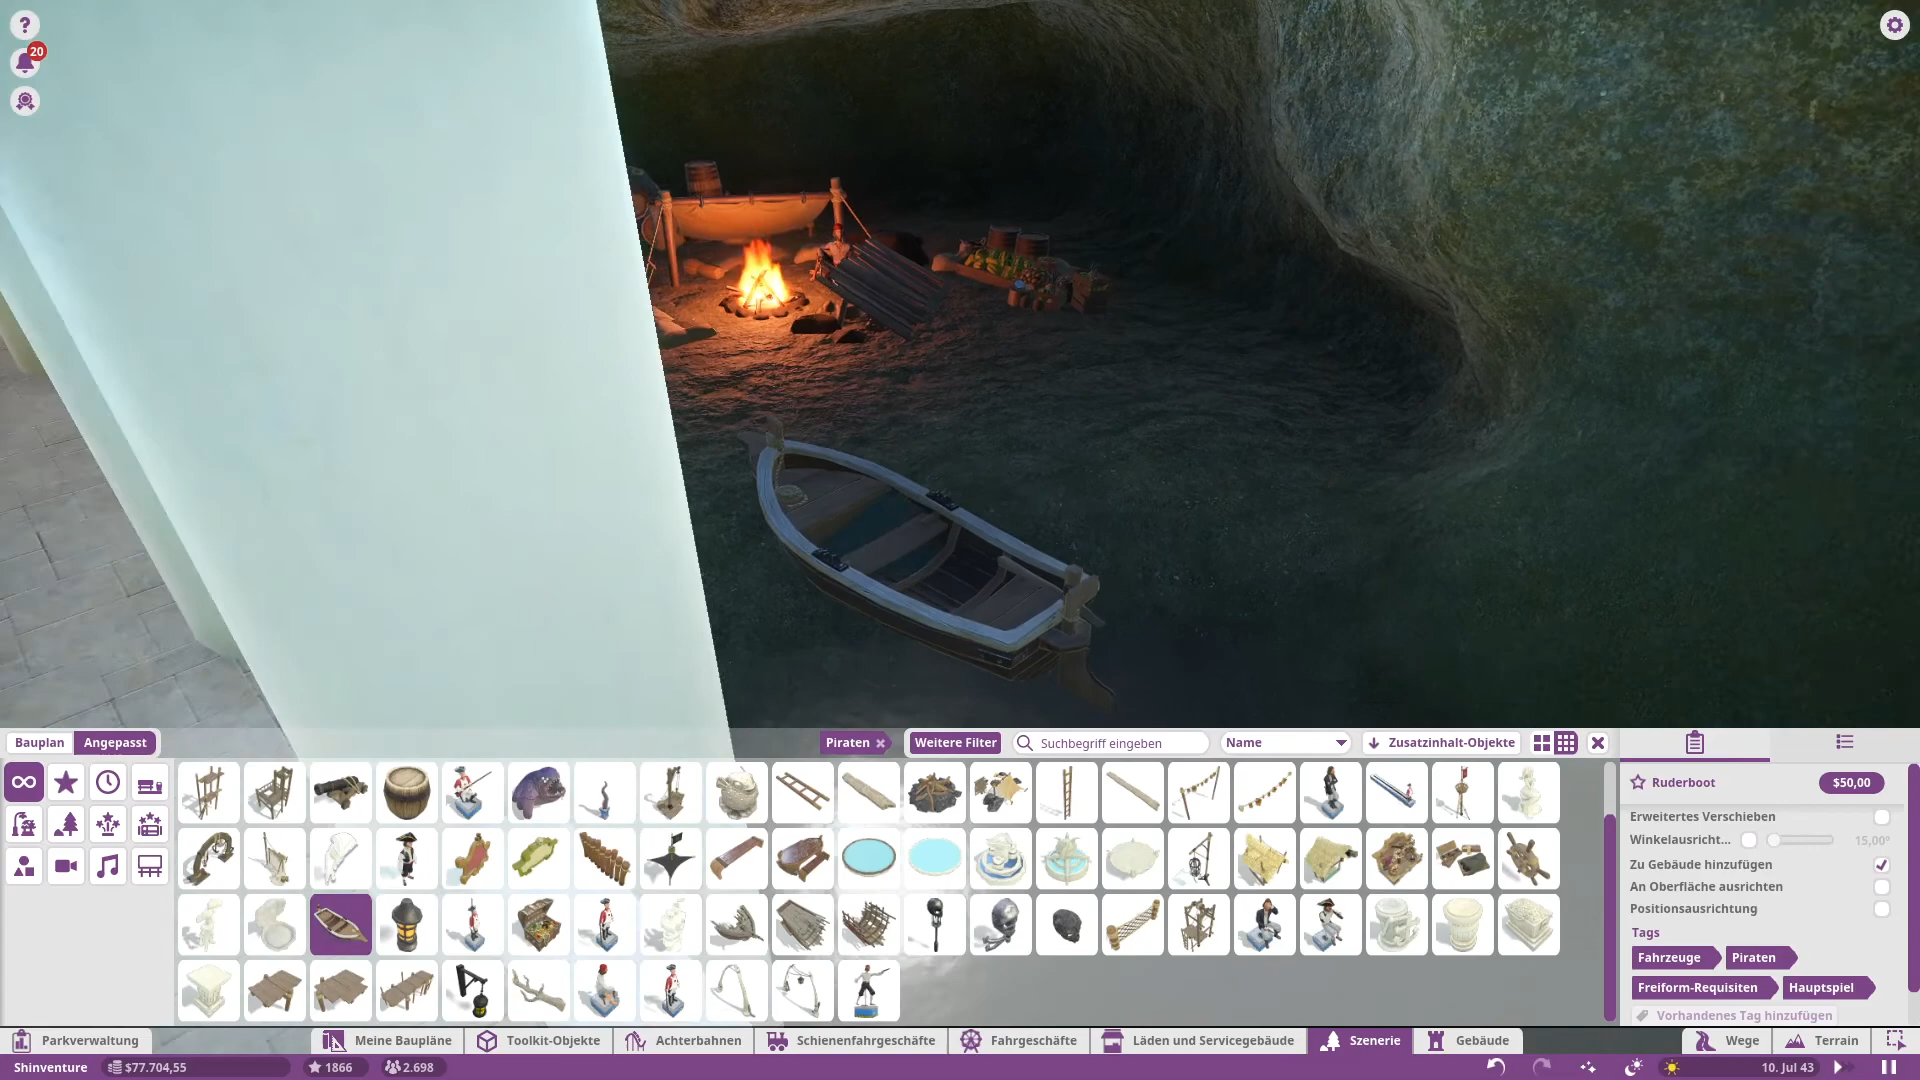 ?
20
Bauplan Angepasst
Piraten × Weitere Filter Suchbegriff eingeben Name Zusatzinhalt-Objekte
Ruderboot $50,00
Erweitertes Verschieben
Winkelausricht... 15,00°
Zu Gebäude hinzufügen
An Oberfläche ausrichten
Positionsausrichtung
Tags
Fahrzeuge Piraten
Freiform-Requisiten Hauptspiel
Vorhandenes Tag hinzufügen
Parkverwaltung Meine Baupläne Toolkit-Objekte Achterbahnen Schienenfahrgeschäfte Fahrgeschäfte Läden und Servicegebäude Szenerie Gebäude Wege Terrain
Shinventure $77.704,55 1866 2.698 10. Jul 43